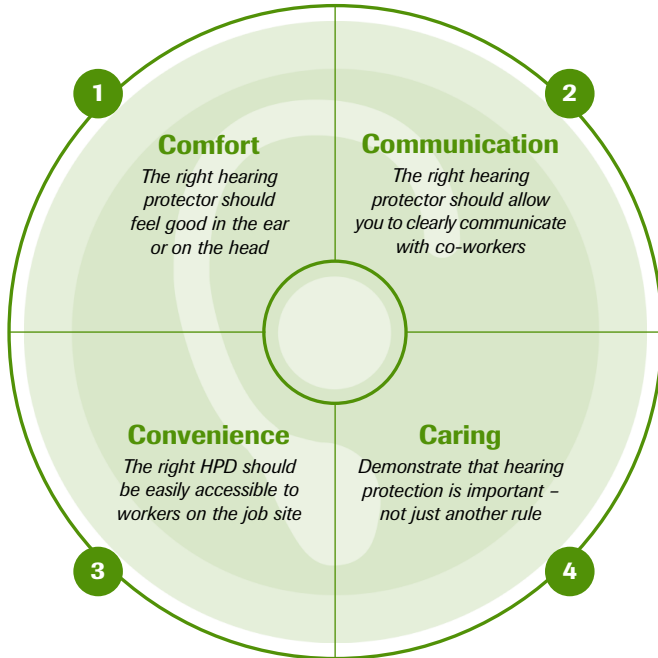 1
Comfort
The right hearing
protector should
feel good in the ear
or on the head
2
Communication
The right hearing
protector should allow
you to clearly communicate
with co-workers
3
Convenience
The right HPD should
be easily accessible to
workers on the job site
4
Caring
Demonstrate that hearing
protection is important –
not just another rule